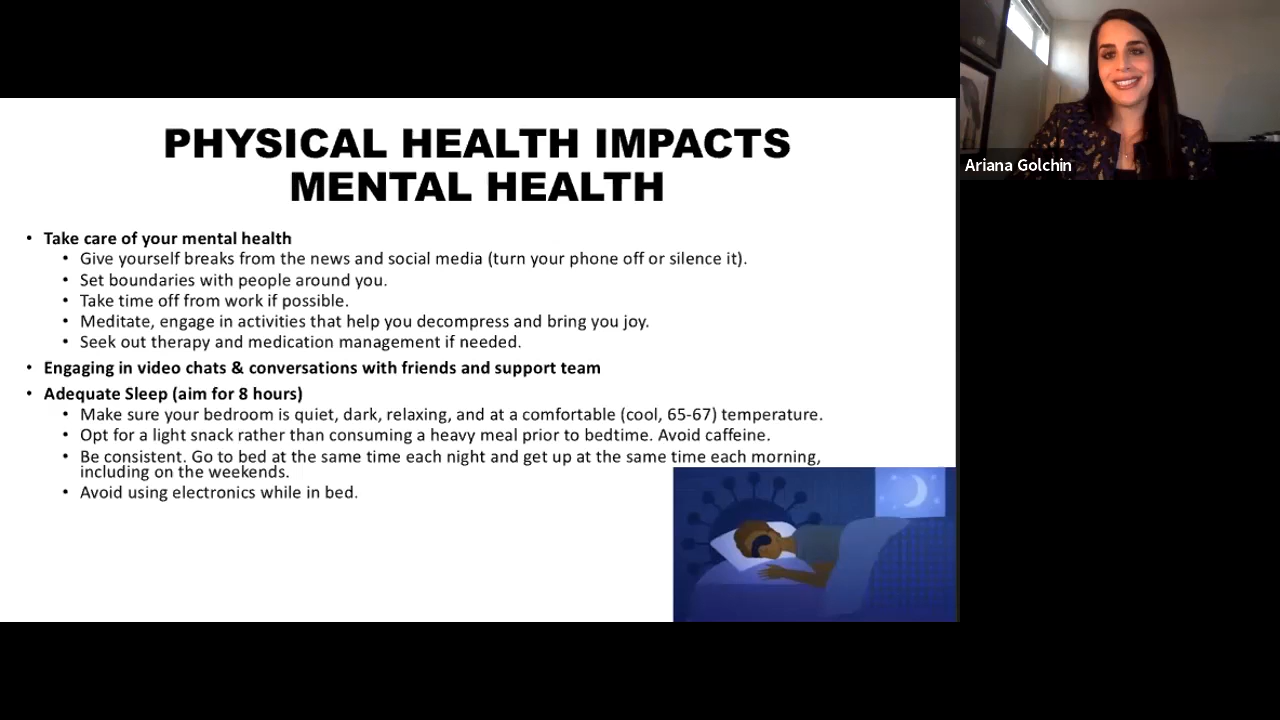 PHYSICAL HEALTH IMPACTS
MENTAL HEALTH
• Take care of your mental health
• Give yourself breaks from the news and social media (turn your phone off or silence it).
• Set boundaries with people around you.
• Take time off from work if possible.
• Meditate, engage in activities that help you decompress and bring you joy.
• Seek out therapy and medication management if needed.
• Engaging in video chats & conversations with friends and support team
• Adequate Sleep (aim for 8 hours)
• Make sure your bedroom is quiet, dark, relaxing, and at a comfortable (cool, 65-67) temperature.
• Opt for a light snack rather than consuming a heavy meal prior to bedtime. Avoid caffeine.
• Be consistent. Go to bed at the same time each night and get up at the same time each morning,
including on the weekends.
• Avoid using electronics while in bed.
Ariana Golchin